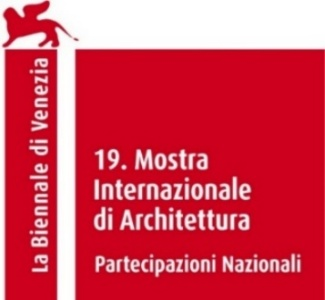 La Biennale di Venezia
19. Mostra
Internazionale
di Architettura
Partecipazioni Nazionali